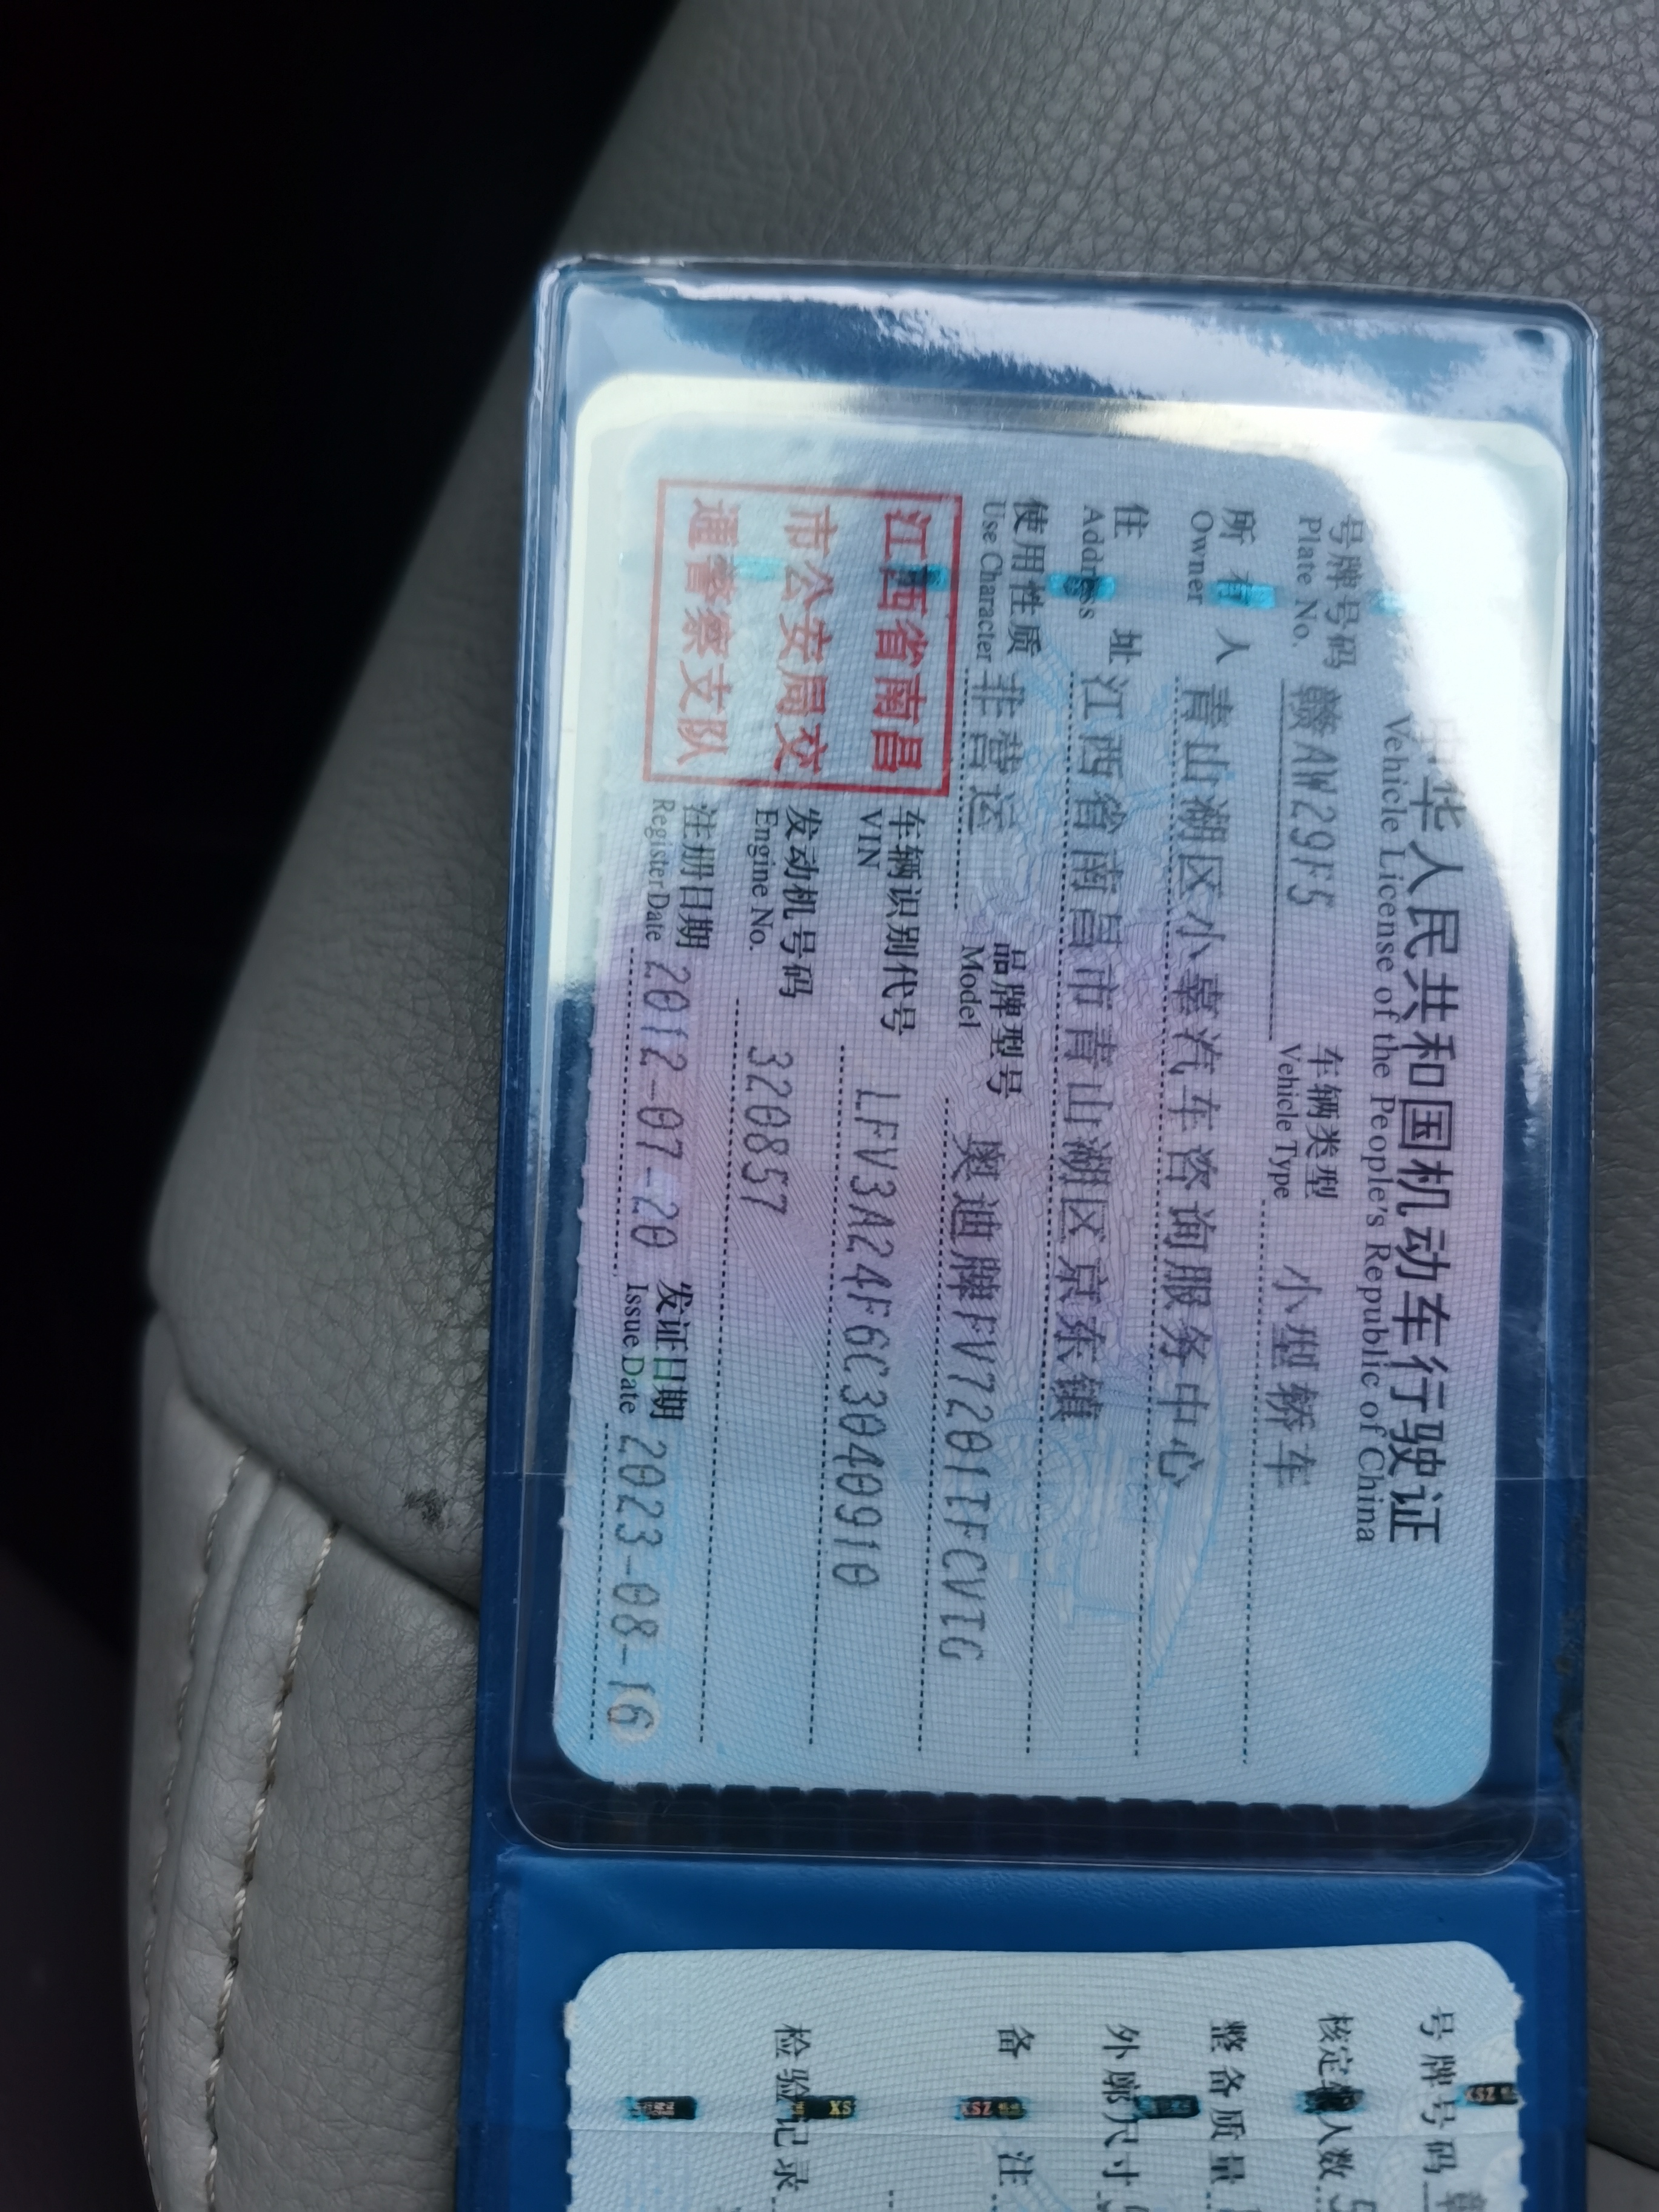 中华人民共和国机动车行驶证
Vehicle License of the People's Republic of China
号牌号码 赣AW29F5 车辆类型 小型轿车
Plate No. Vehicle Type
所有人 青山湖区小嘉汽车咨询服务中心
Owner
住址 江西省南昌市青山湖区京东镇
Address
使用性质 非营运 品牌型号 奥迪牌FV7201TFCVTG
Use Character Model
江西省南昌
市公安局交
通警察支队
车辆识别代号 LFV3A24F6C3040910
VIN
发动机号码 320857
Engine No.
注册日期 2012-07-20 发证日期 2023-08-16
Register Date Issue Date
号牌号码
核定 人数 5
整备质量
外廓尺寸
备注
检验记录